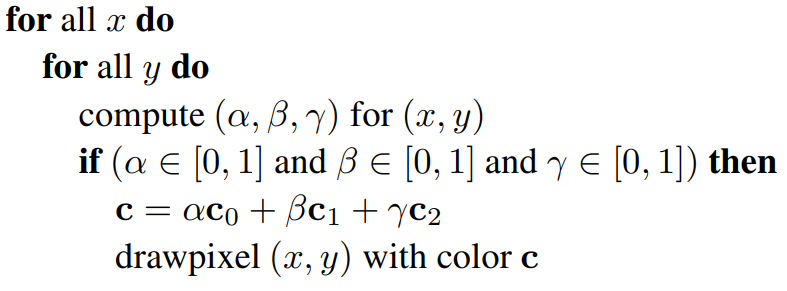 for all x do
for all y do
compute (α, β, γ) for (x, y)
if (α ∈ [0, 1] and β ∈ [0, 1] and γ ∈ [0, 1]) then
c = αc₀ + βc₁ + γc₂
drawpixel (x, y) with color c